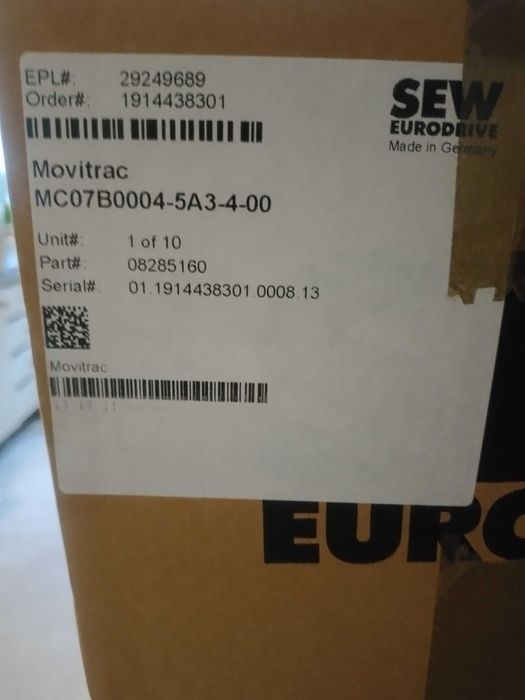 EPL#: 29249689
Order#: 1914438301
SEW
EURODRIVE
Made in Germany
Movitrac
MC07B0004-5A3-4-00
Unit#: 1 of 10
Part#: 08285160
Serial#: 01.1914438301.0008.13
Movitrac
EURO